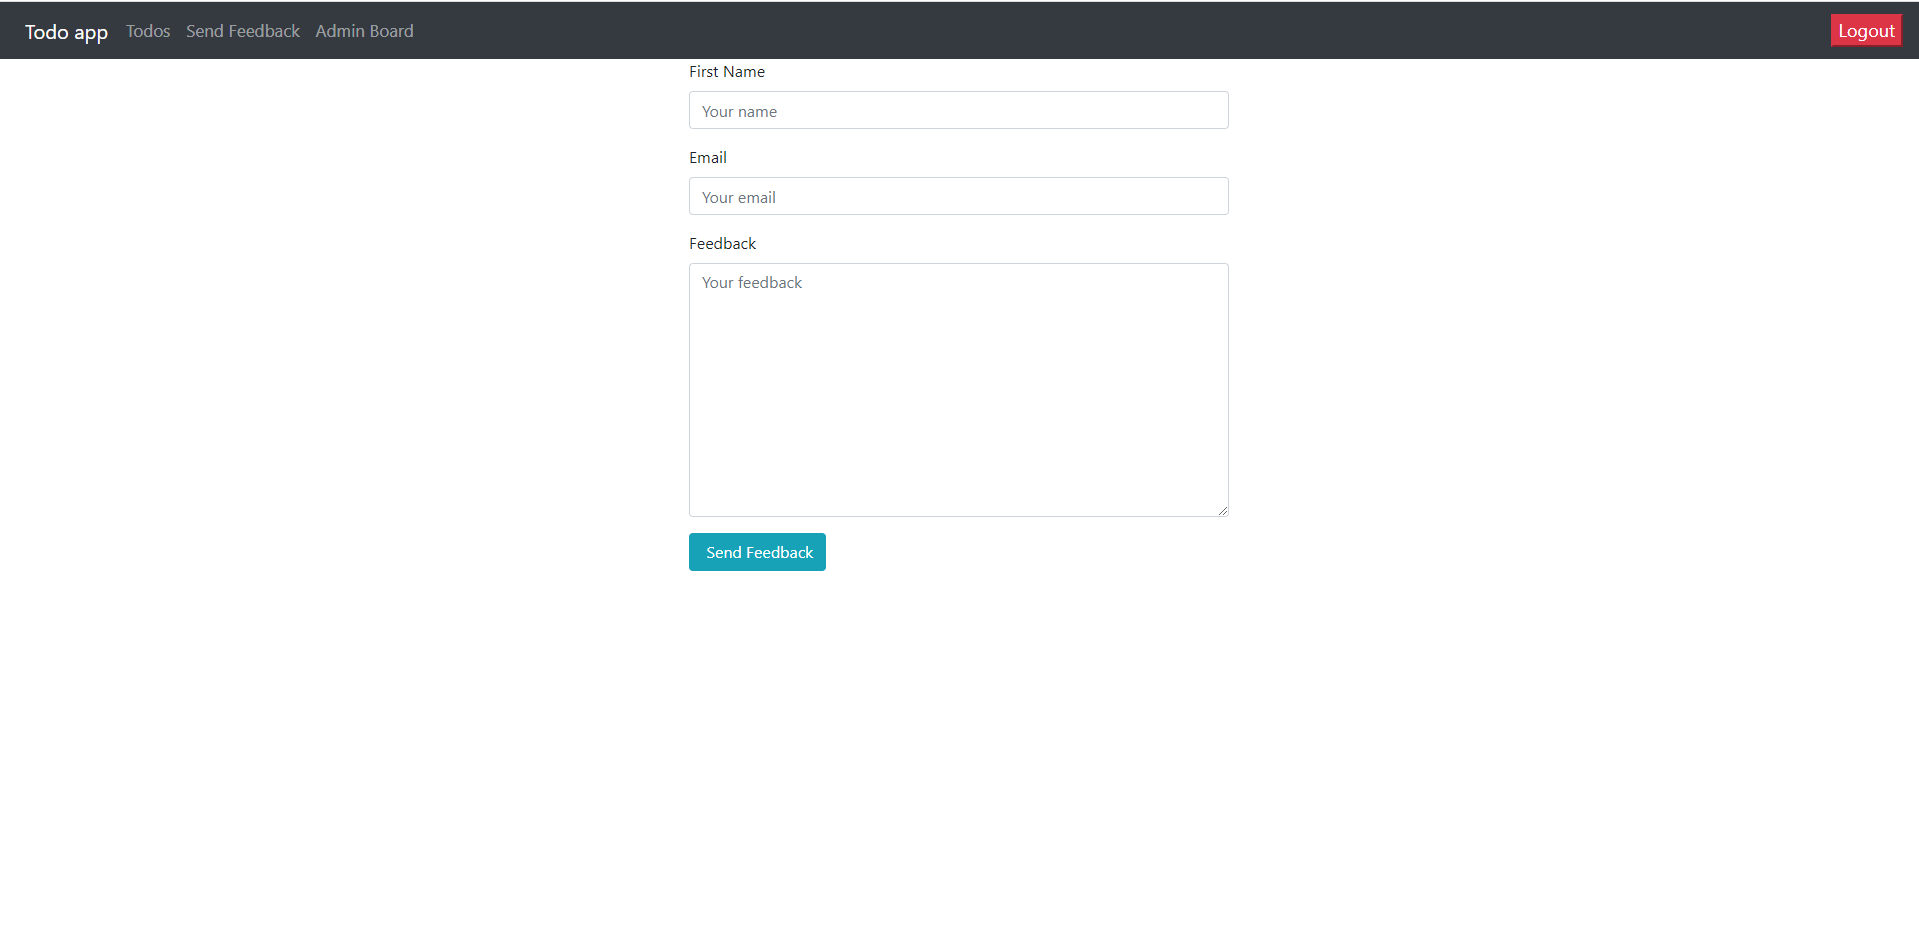 Todo app Todos Send Feedback Admin Board Logout
First Name
Your name
Email
Your email
Feedback
Your feedback
Send Feedback